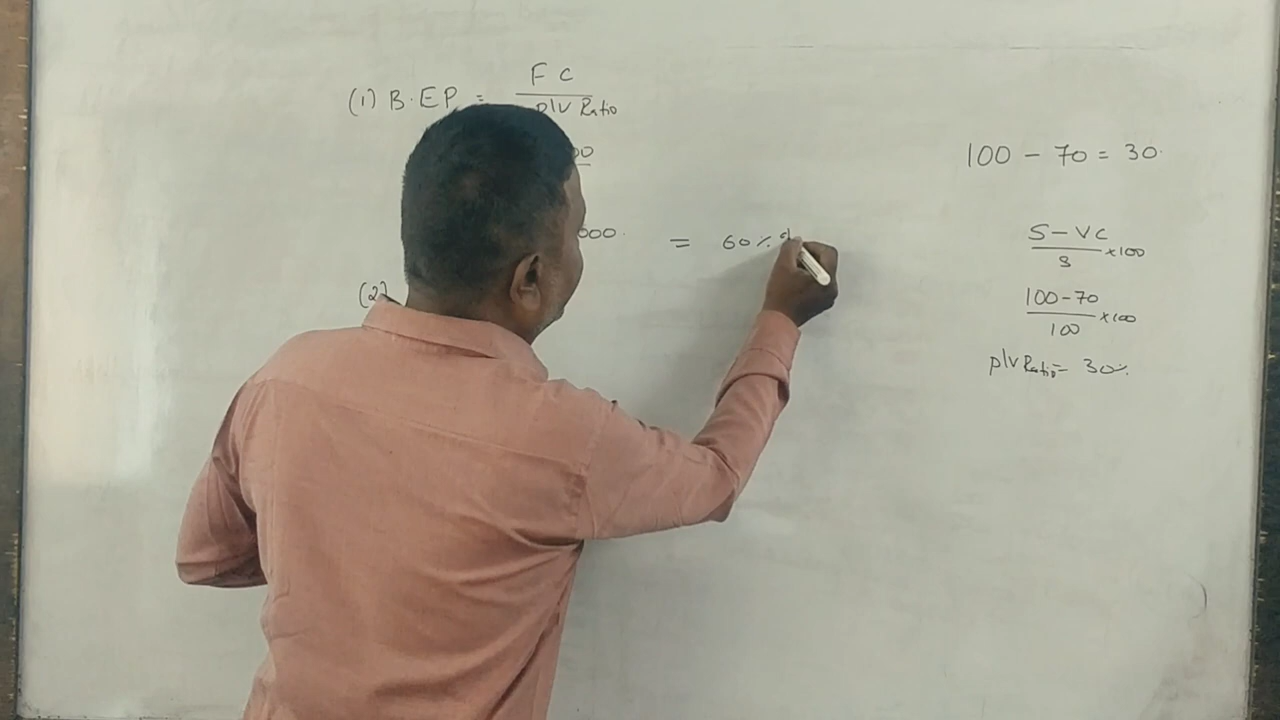 (1) B.EP = F C
P/V Ratio
00
000. = 60%
(2)
100 - 70 = 30.
S - VC
S ×100
100 - 70
100 ×100
P/V Ratio = 30%.